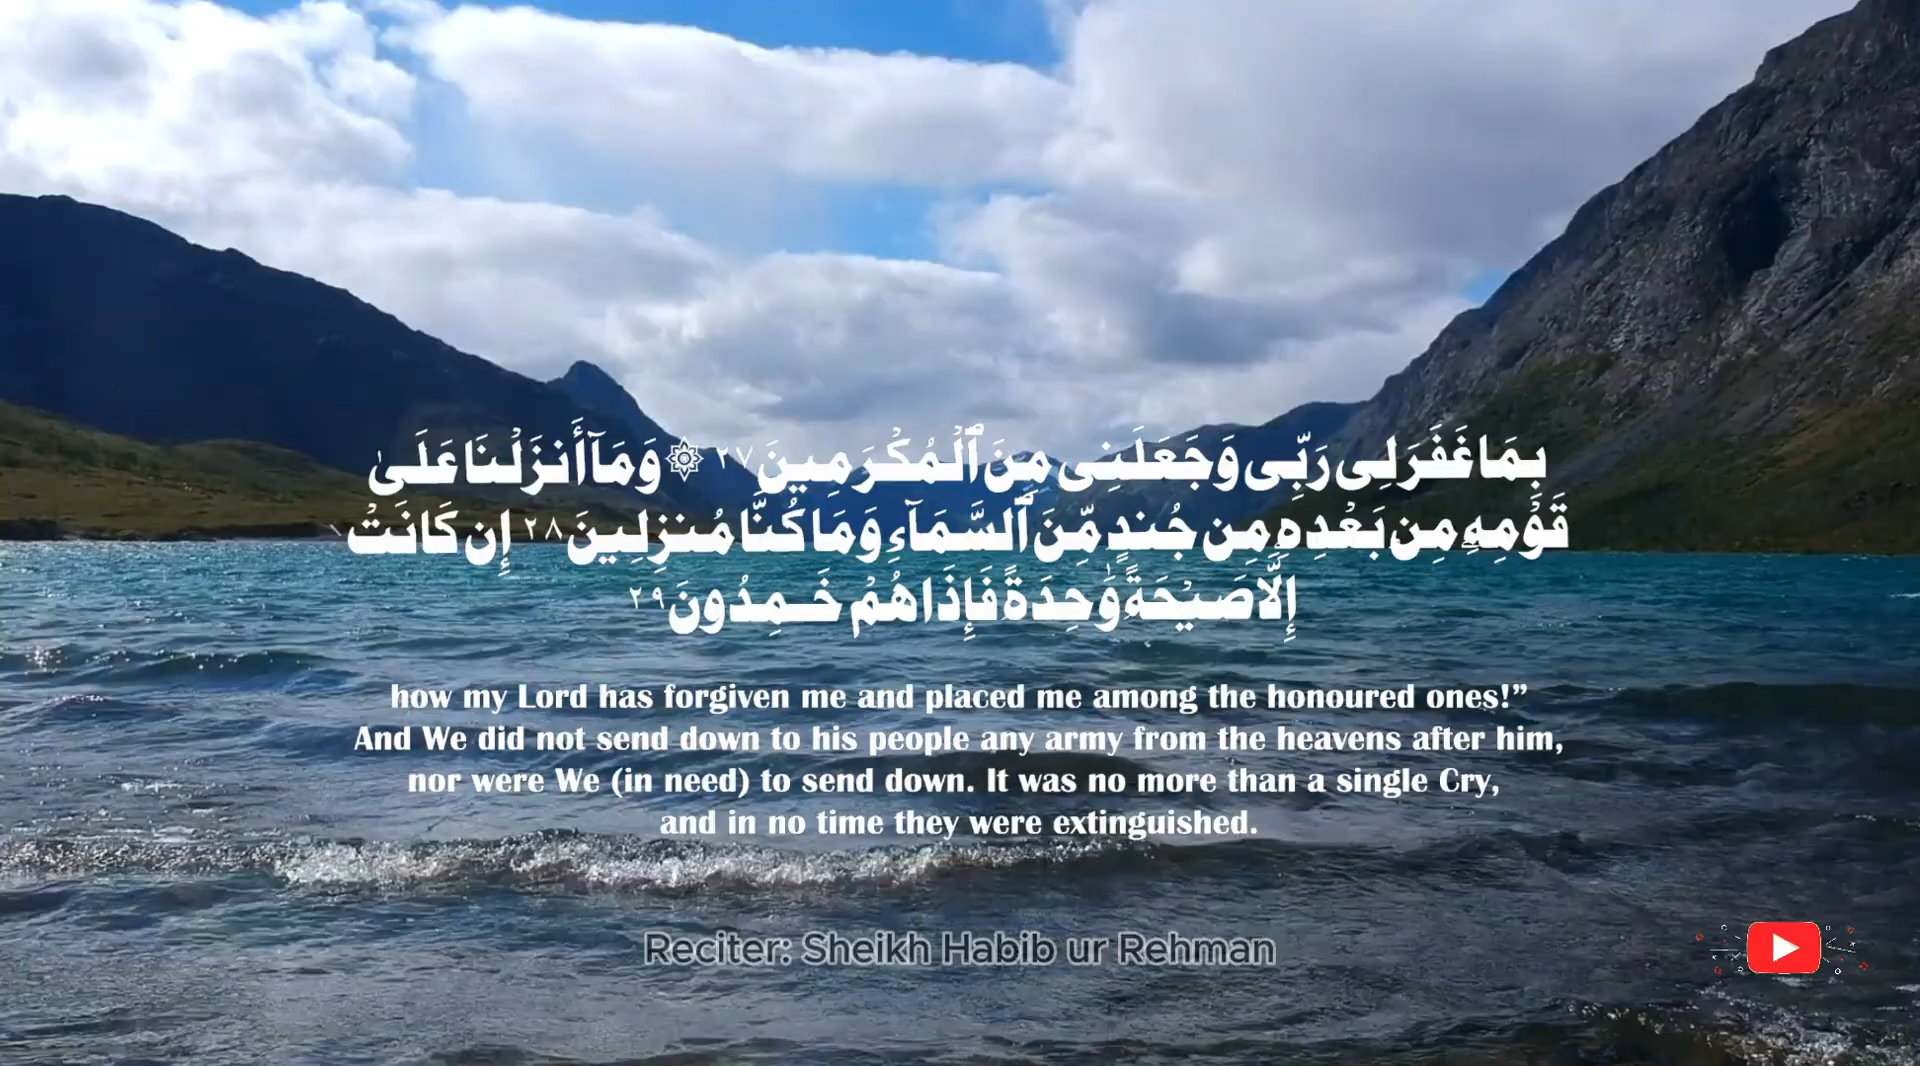 بِمَا غَفَرَ لِى رَبِّى وَجَعَلَنِى مِنَ ٱلْمُكْرَمِينَ ٢٧ ۞ وَمَآ أَنزَلْنَا عَلَىٰ
قَوْمِهِۦ مِن بَعْدِهِۦ مِن جُندٍ مِّنَ ٱلسَّمَآءِ وَمَا كُنَّا مُنزِلِينَ ٢٨ إِن كَانَتْ
إِلَّا صَيْحَةً وَٰحِدَةً فَإِذَا هُمْ خَـٰمِدُونَ ٢٩
how my Lord has forgiven me and placed me among the honoured ones!”
And We did not send down to his people any army from the heavens after him,
nor were We (in need) to send down. It was no more than a single Cry,
and in no time they were extinguished.
Reciter: Sheikh Habib ur Rehman